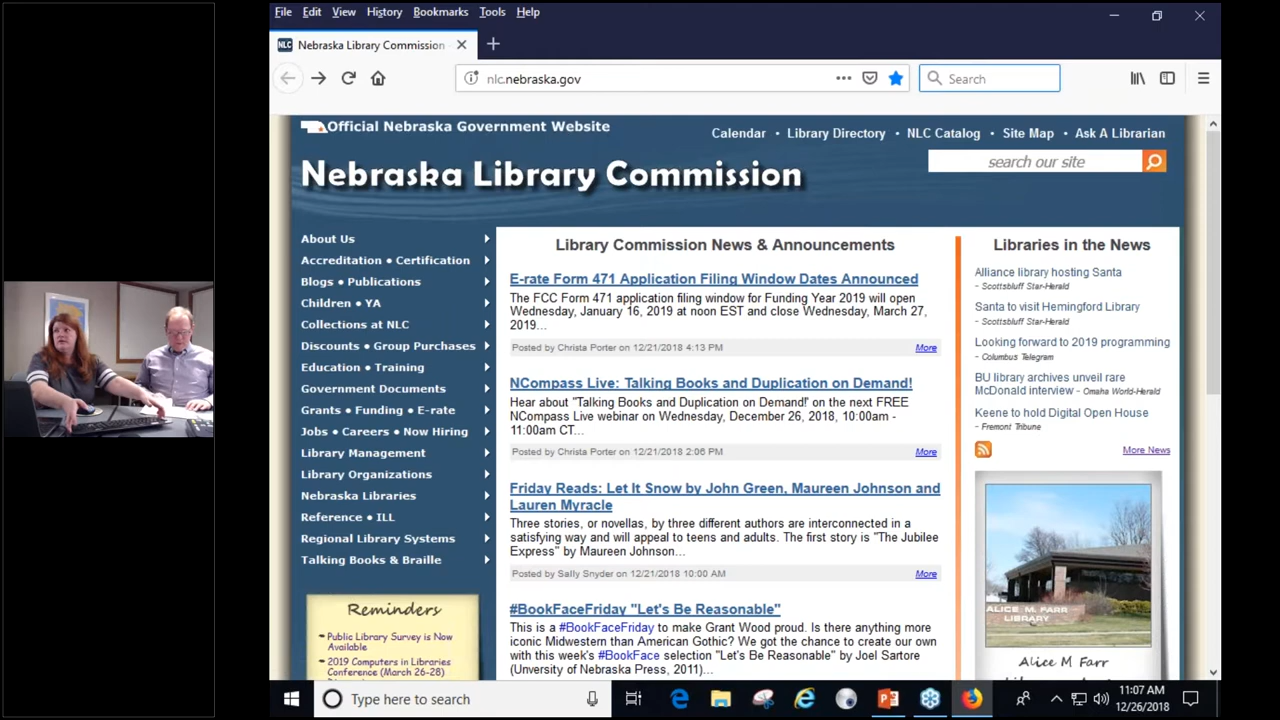 File Edit View History Bookmarks Tools Help
NLC Nebraska Library Commission
nlc.nebraska.gov
Search
Official Nebraska Government Website
Calendar • Library Directory • NLC Catalog • Site Map • Ask A Librarian
Nebraska Library Commission
search our site
About Us
Accreditation • Certification
Blogs • Publications
Children • YA
Collections at NLC
Discounts • Group Purchases
Education • Training
Government Documents
Grants • Funding • E-rate
Jobs • Careers • Now Hiring
Library Management
Library Organizations
Nebraska Libraries
Reference • ILL
Regional Library Systems
Talking Books & Braille
Reminders
Public Library Survey is Now
Available
2019 Computers in Libraries
Conference (March 26-28)
Library Commission News & Announcements
E-rate Form 471 Application Filing Window Dates Announced
The FCC Form 471 application filing window for Funding Year 2019 will open
Wednesday, January 16, 2019 at noon EST and close Wednesday, March 27,
2019...
Posted by Christa Porter on 12/21/2018 4:13 PM More
NCompass Live: Talking Books and Duplication on Demand!
Hear about "Talking Books and Duplication on Demand!' on the next FREE
NCompass Live webinar on Wednesday, December 26, 2018, 10:00am -
11:00am CT...
Posted by Christa Porter on 12/21/2018 2:06 PM More
Friday Reads: Let It Snow by John Green, Maureen Johnson and
Lauren Myracle
Three stories, or novellas, by three different authors are interconnected in a
satisfying way and will appeal to teens and adults. The first story is "The Jubilee
Express" by Maureen Johnson...
Posted by Sally Snyder on 12/21/2018 10:00 AM More
#BookFaceFriday "Let's Be Reasonable"
This is a #BookFaceFriday to make Grant Wood proud. Is there anything more
iconic Midwestern than American Gothic? We got the chance to create our own
with this week's #BookFace selection "Let's Be Reasonable" by Joel Sartore
(Unversity of Nebraska Press, 2011)...
Libraries in the News
Alliance library hosting Santa
- Scottsbluff Star-Herald
Santa to visit Hemingford Library
- Scottsbluff Star-Herald
Looking forward to 2019 programming
- Columbus Telegram
BU library archives unveil rare
McDonald interview - Omaha World-Herald
Keene to hold Digital Open House
- Fremont Tribune
More News
ALICE M. FARR
LIBRARY
Alice M Farr
Type here to search
11:07 AM
12/26/2018